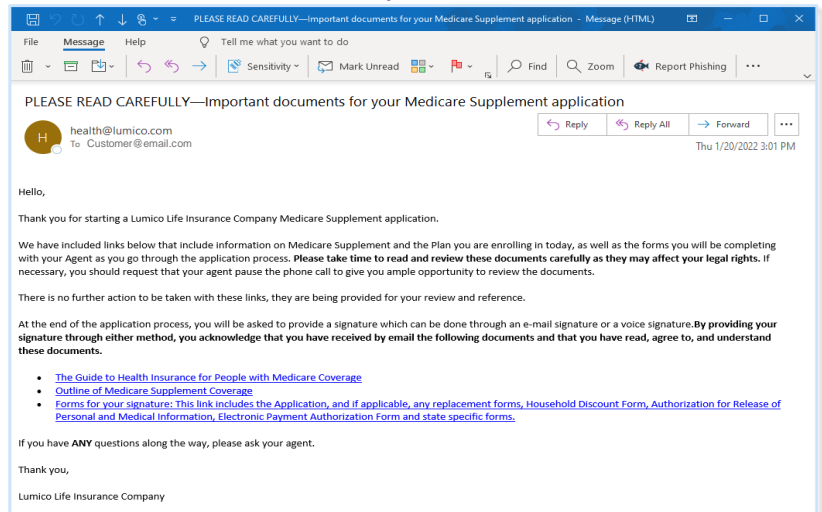 PLEASE READ CAREFULLY—Important documents for your Medicare Supplement application - Message (HTML)
File Message Help Tell me what you want to do
Sensitivity Mark Unread Find Zoom Report Phishing
PLEASE READ CAREFULLY—Important documents for your Medicare Supplement application
H
health@lumico.com
To Customer@email.com
Reply Reply All Forward
Thu 1/20/2022 3:01 PM
Hello,
Thank you for starting a Lumico Life Insurance Company Medicare Supplement application.
We have included links below that include information on Medicare Supplement and the Plan you are enrolling in today, as well as the forms you will be completing
with your Agent as you go through the application process. Please take time to read and review these documents carefully as they may affect your legal rights. If
necessary, you should request that your agent pause the phone call to give you ample opportunity to review the documents.
There is no further action to be taken with these links, they are being provided for your review and reference.
At the end of the application process, you will be asked to provide a signature which can be done through an e-mail signature or a voice signature.By providing your
signature through either method, you acknowledge that you have received by email the following documents and that you have read, agree to, and understand
these documents.
• The Guide to Health Insurance for People with Medicare Coverage
• Outline of Medicare Supplement Coverage
• Forms for your signature: This link includes the Application, and if applicable, any replacement forms, Household Discount Form, Authorization for Release of
Personal and Medical Information, Electronic Payment Authorization Form and state specific forms.
If you have ANY questions along the way, please ask your agent.
Thank you,
Lumico Life Insurance Company